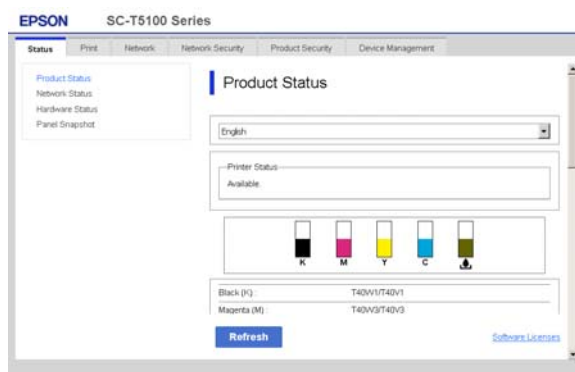 EPSON SC-T5100 Series
Status Print Network Network Security Product Security Device Management
Product Status
Network Status
Hardware Status
Panel Snapshot
Product Status
English
Printer Status
Available.
K M Y C
Black (K) : T40W1/T40V1
Magenta (M) : T40W3/T40V3
Refresh
Software Licenses